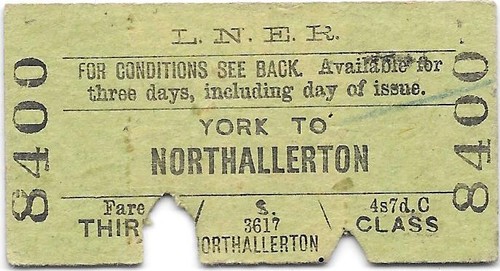 L. N. E. R.
FOR CONDITIONS SEE BACK. Available for
three days, including day of issue.
8400
8400
YORK TO
NORTHALLERTON
Fare S. 4s7d. C
THIR 3617 CLASS
NORTHALLERTON